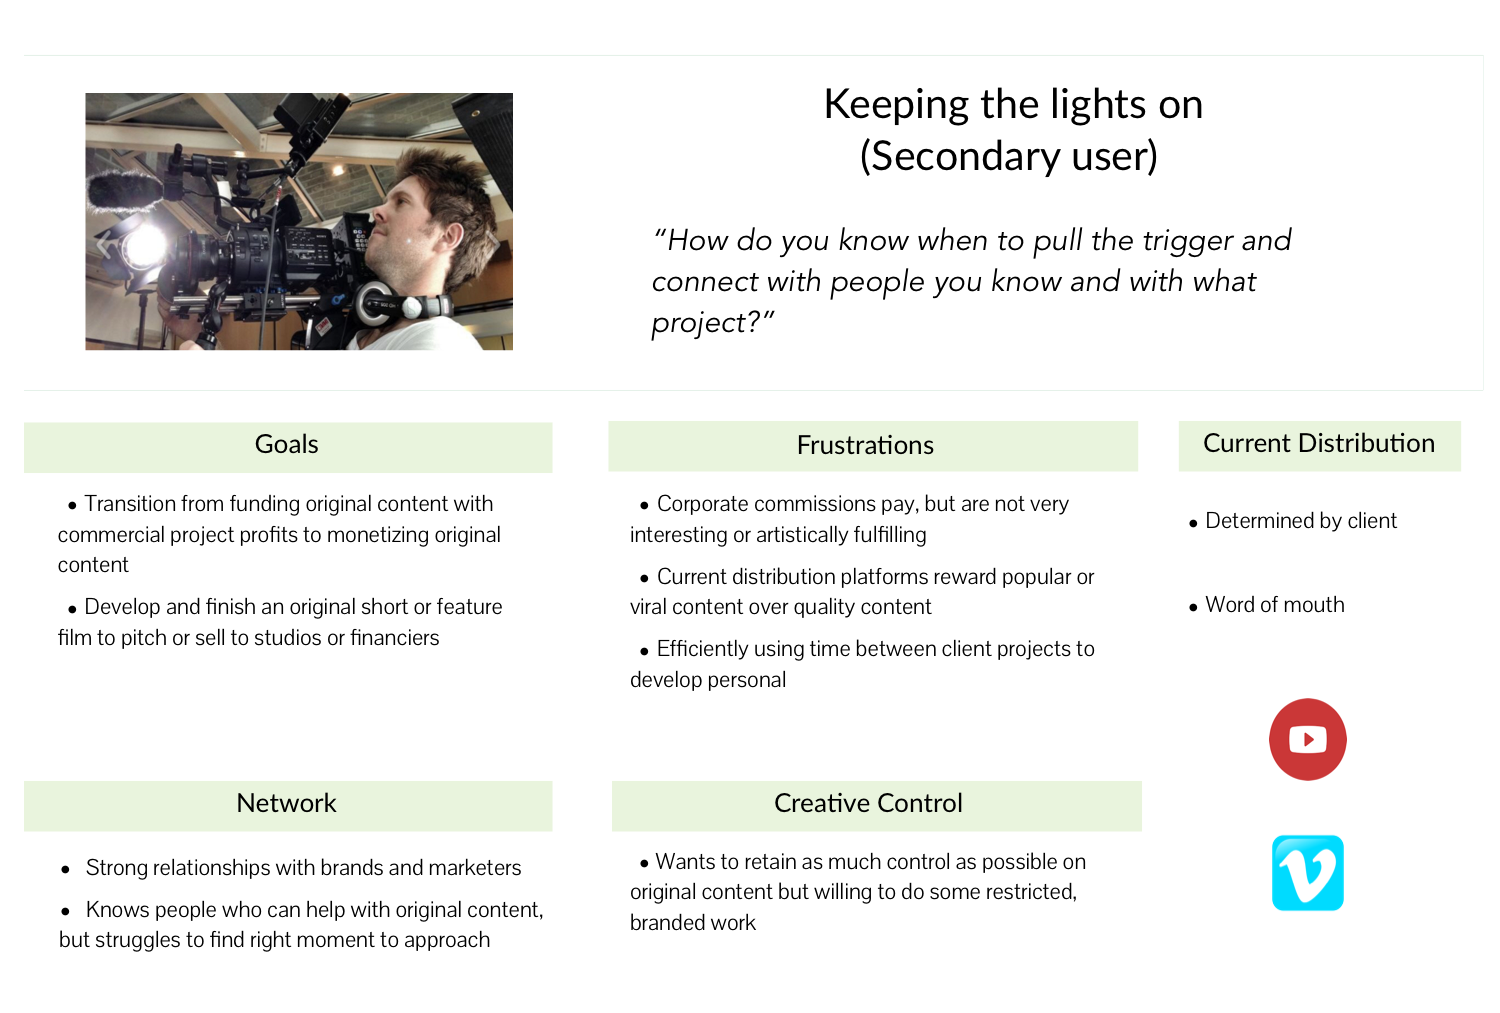 Keeping the lights on
(Secondary user)
“How do you know when to pull the trigger and
connect with people you know and with what
project?”
Goals
• Transition from funding original content with
commercial project profits to monetizing original
content
• Develop and finish an original short or feature
film to pitch or sell to studios or financiers
Frustrations
• Corporate commissions pay, but are not very
interesting or artistically fulfilling
• Current distribution platforms reward popular or
viral content over quality content
• Efficiently using time between client projects to
develop personal
Current Distribution
• Determined by client
• Word of mouth
Network
• Strong relationships with brands and marketers
• Knows people who can help with original content,
but struggles to find right moment to approach
Creative Control
• Wants to retain as much control as possible on
original content but willing to do some restricted,
branded work